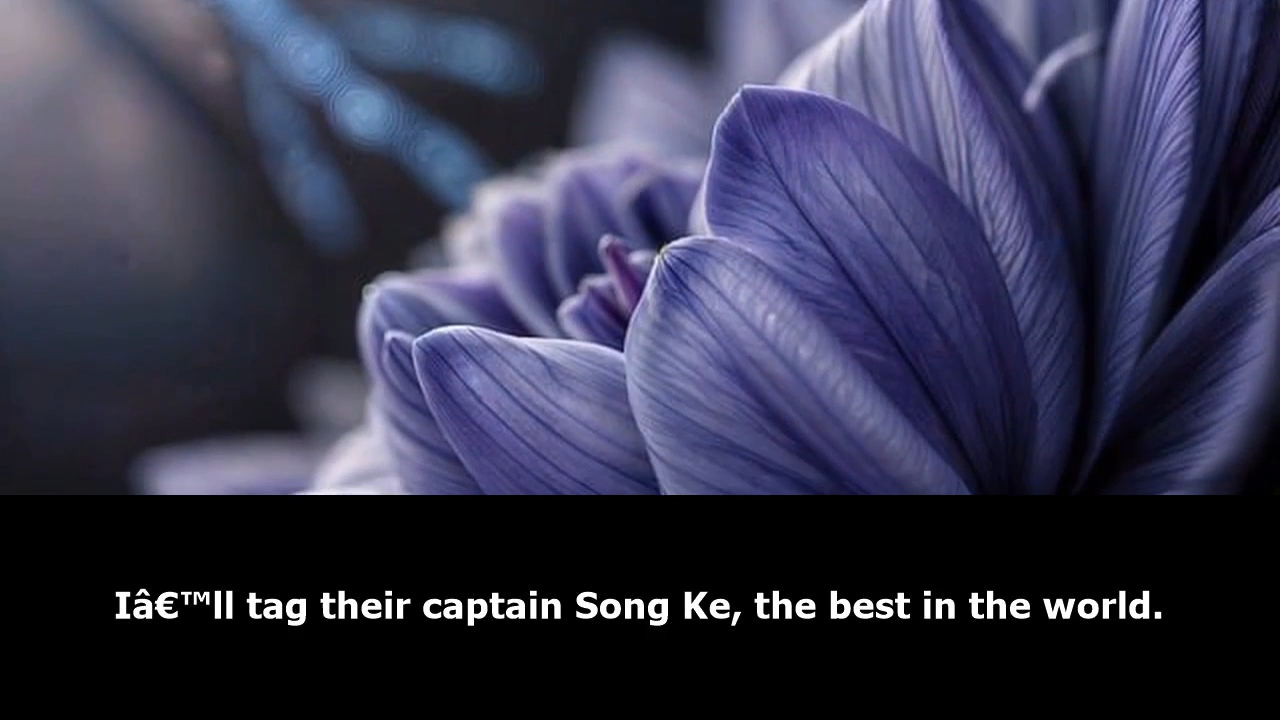 Iâ€™ll tag their captain Song Ke, the best in the world.